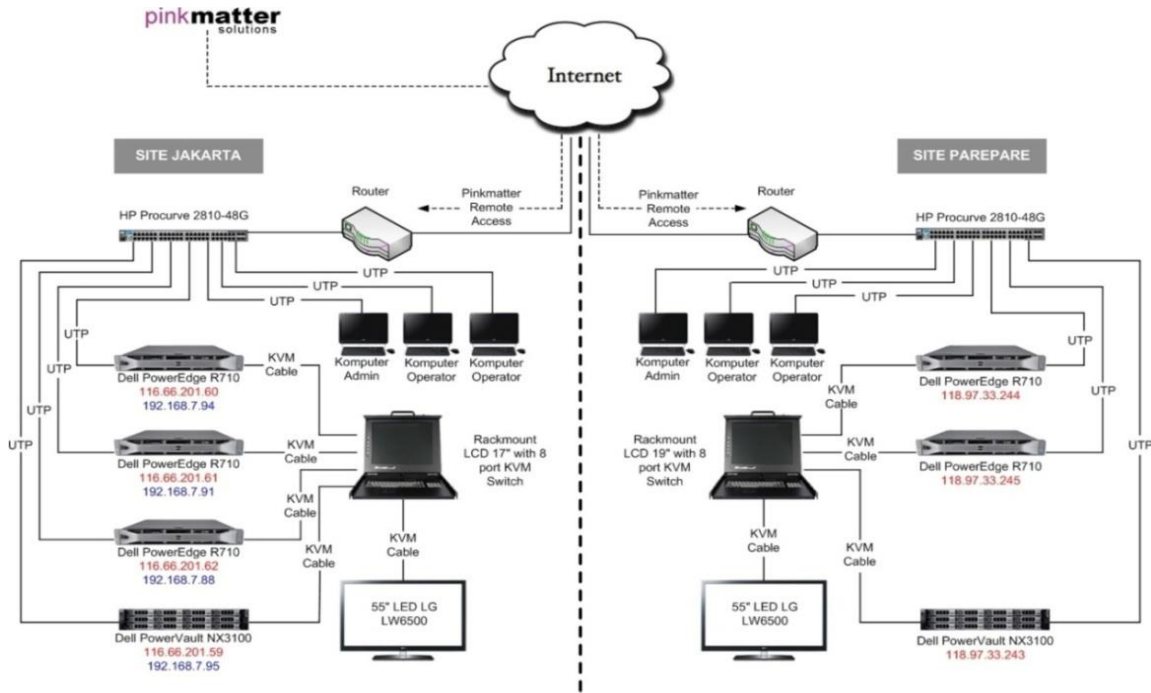 pinkmatter
solutions
Internet
SITE JAKARTA
SITE PAREPARE
Router
Pinkmatter
Remote
Access
HP Procurve 2810-48G
UTP
UTP
UTP
UTP
UTP
UTP
UTP
Komputer
Admin
Komputer
Operator
Komputer
Operator
Dell PowerEdge R710
116.66.201.60
192.168.7.94
KVM
Cable
Dell PowerEdge R710
116.66.201.61
192.168.7.91
KVM
Cable
Dell PowerEdge R710
116.66.201.62
192.168.7.88
KVM
Cable
Dell PowerVault NX3100
116.66.201.59
192.168.7.95
KVM
Cable
Rackmount
LCD 17" with 8
port KVM
Switch
KVM
Cable
55" LED LG
LW6500
Pinkmatter
Remote
Access
Router
HP Procurve 2810-48G
UTP
UTP
UTP
UTP
UTP
UTP
Komputer
Admin
Komputer
Operator
Komputer
Operator
KVM
Cable
Dell PowerEdge R710
118.97.33.244
Rackmount
LCD 19" with 8
port KVM
Switch
KVM
Cable
Dell PowerEdge R710
118.97.33.245
KVM
Cable
KVM
Cable
55" LED LG
LW6500
Dell PowerVault NX3100
118.97.33.243